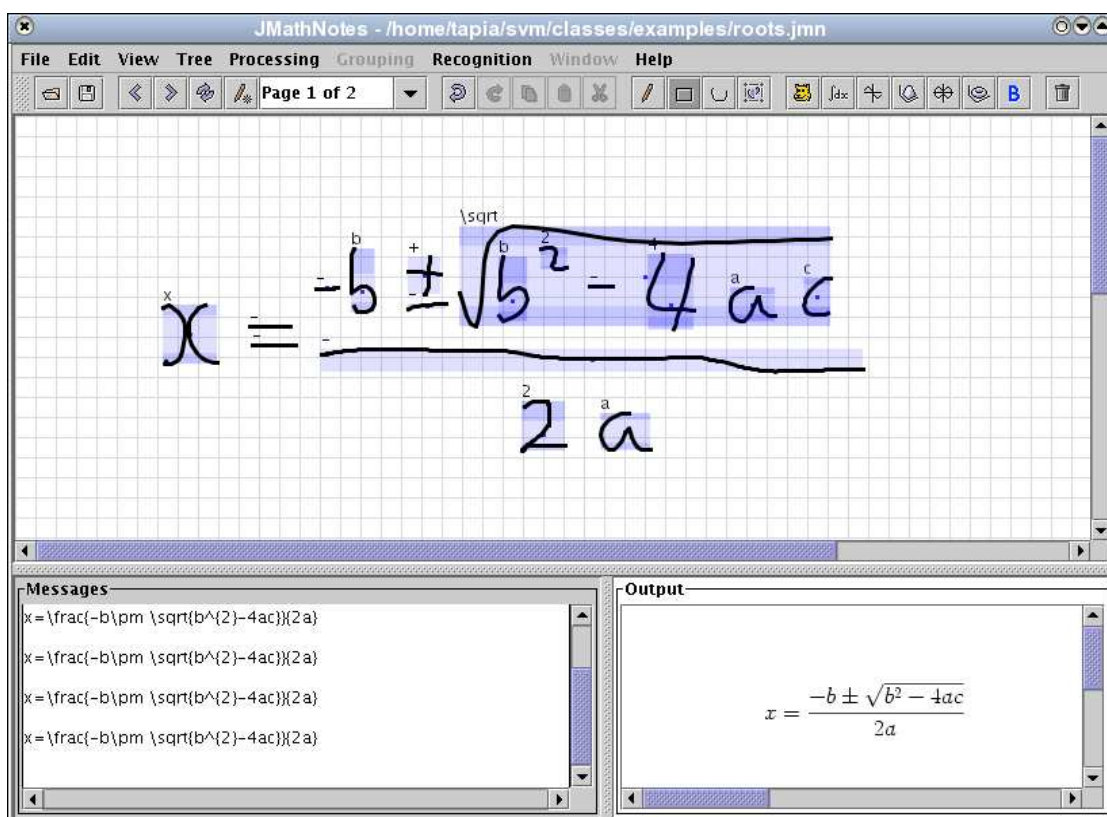 JMathNotes - /home/tapia/svm/classes/examples/roots.jmn
File Edit View Tree Processing Grouping Recognition Window Help
Page 1 of 2 ∫dx B
\sqrt
b + b 2 4
-b ± √b² - 4ac
- - a c
x
x =
- - -
2 a
2a
Messages
x=\frac{-b\pm \sqrt{b^{2}-4ac}}{2a}
x=\frac{-b\pm \sqrt{b^{2}-4ac}}{2a}
x=\frac{-b\pm \sqrt{b^{2}-4ac}}{2a}
x=\frac{-b\pm \sqrt{b^{2}-4ac}}{2a}
Output
-b ± √b² - 4ac
x =
2a